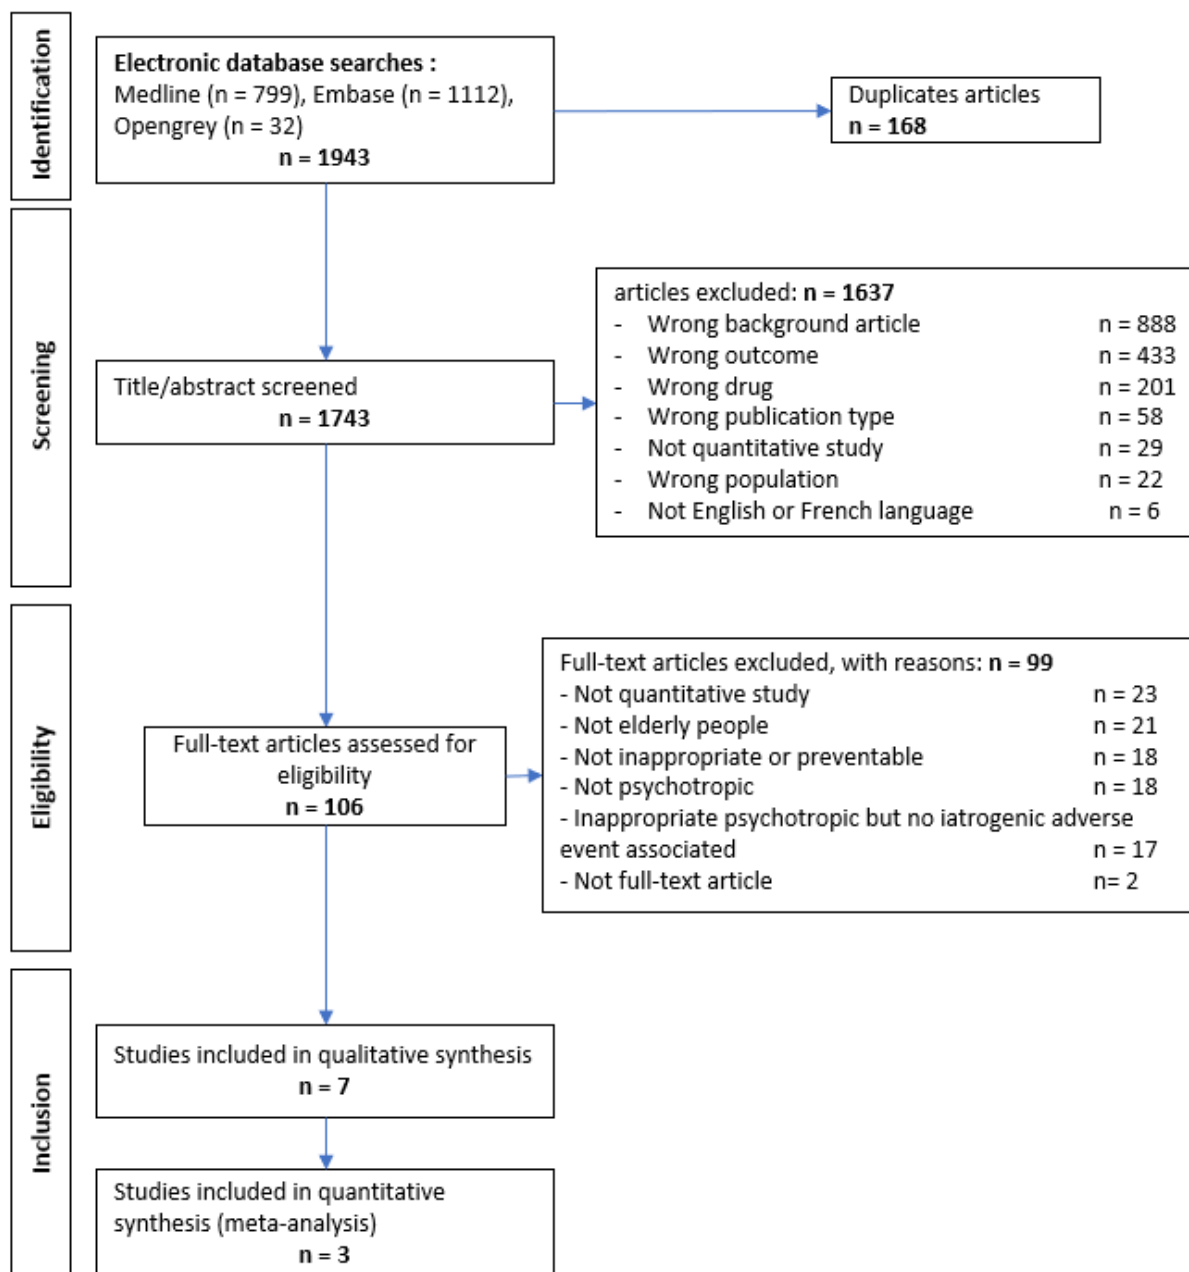 Identification
Electronic database searches :
Medline (n = 799), Embase (n = 1112),
Opengrey (n = 32)
n = 1943
Duplicates articles
n = 168
Screening
Title/abstract screened
n = 1743
articles excluded: n = 1637
- Wrong background article n = 888
- Wrong outcome n = 433
- Wrong drug n = 201
- Wrong publication type n = 58
- Not quantitative study n = 29
- Wrong population n = 22
- Not English or French language n = 6
Eligibility
Full-text articles assessed for
eligibility
n = 106
Full-text articles excluded, with reasons: n = 99
- Not quantitative study n = 23
- Not elderly people n = 21
- Not inappropriate or preventable n = 18
- Not psychotropic n = 18
- Inappropriate psychotropic but no iatrogenic adverse
event associated n = 17
- Not full-text article n= 2
Inclusion
Studies included in qualitative synthesis
n = 7
Studies included in quantitative
synthesis (meta-analysis)
n = 3